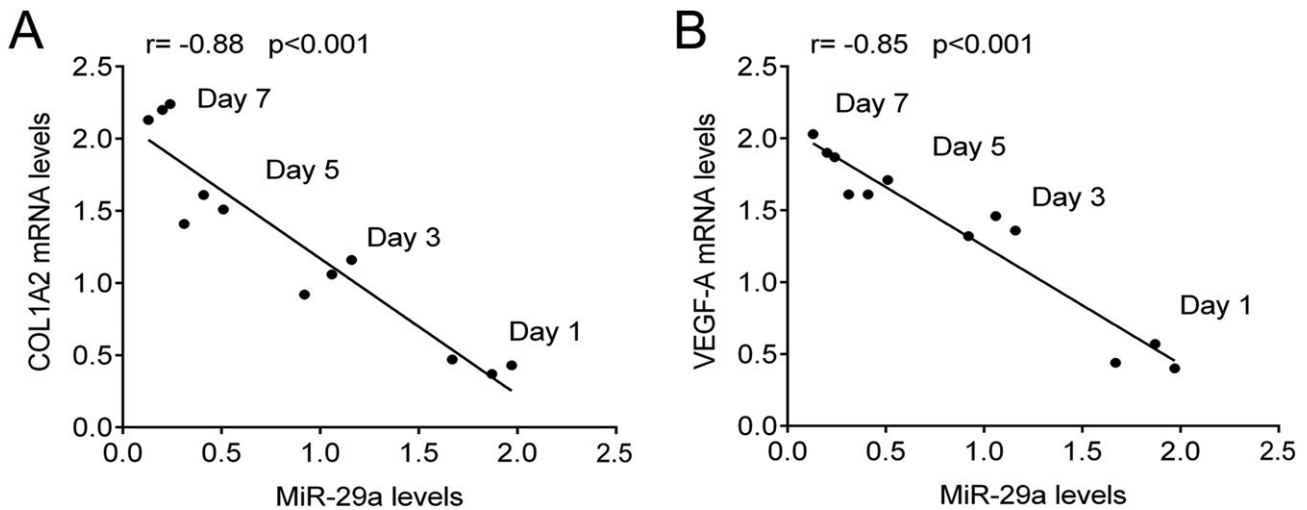 A
r= -0.88 p<0.001
COL1A2 mRNA levels
2.5
2.0
1.5
1.0
0.5
0.0
Day 7
Day 5
Day 3
Day 1
0.0 0.5 1.0 1.5 2.0 2.5
MiR-29a levels
B
r= -0.85 p<0.001
VEGF-A mRNA levels
2.5
2.0
1.5
1.0
0.5
0.0
Day 7
Day 5
Day 3
Day 1
0.0 0.5 1.0 1.5 2.0 2.5
MiR-29a levels